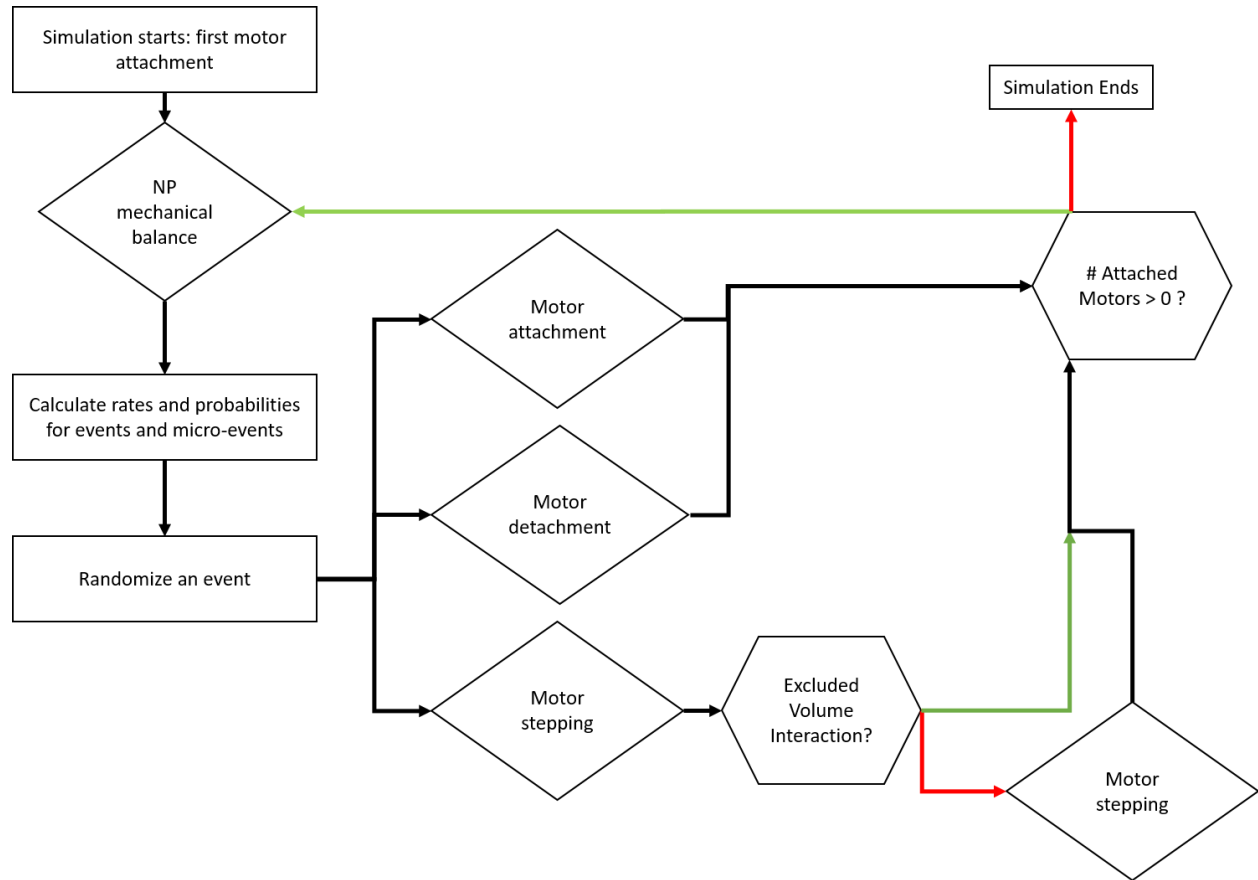 Simulation starts: first motor
attachment
Simulation Ends
NP
mechanical
balance
# Attached
Motors > 0 ?
Motor
attachment
Calculate rates and probabilities
for events and micro-events
Motor
detachment
Randomize an event
Motor
stepping
Excluded
Volume
Interaction?
Motor
stepping